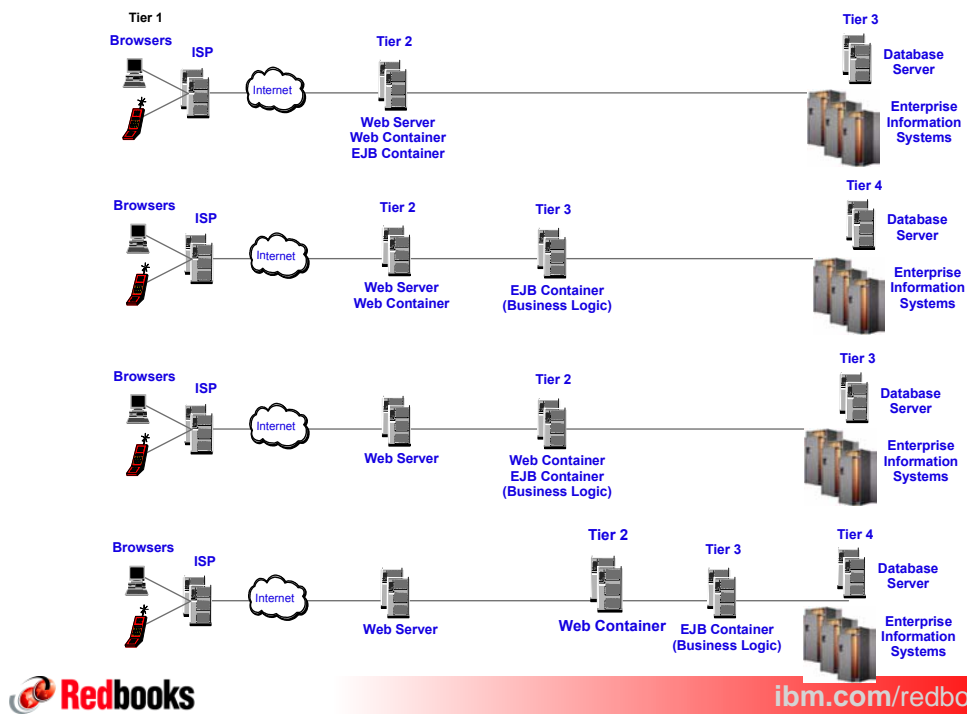 Tier 1
Browsers
ISP
Internet
Tier 2
Web Server
Web Container
EJB Container
Tier 3
Database
Server
Enterprise
Information
Systems
Browsers
ISP
Internet
Tier 2
Web Server
Web Container
Tier 3
EJB Container
(Business Logic)
Tier 4
Database
Server
Enterprise
Information
Systems
Browsers
ISP
Internet
Web Server
Tier 2
Web Container
EJB Container
(Business Logic)
Tier 3
Database
Server
Enterprise
Information
Systems
Browsers
ISP
Internet
Web Server
Tier 2
Web Container
Tier 3
EJB Container
(Business Logic)
Tier 4
Database
Server
Enterprise
Information
Systems
Redbooks
ibm.com/redbo